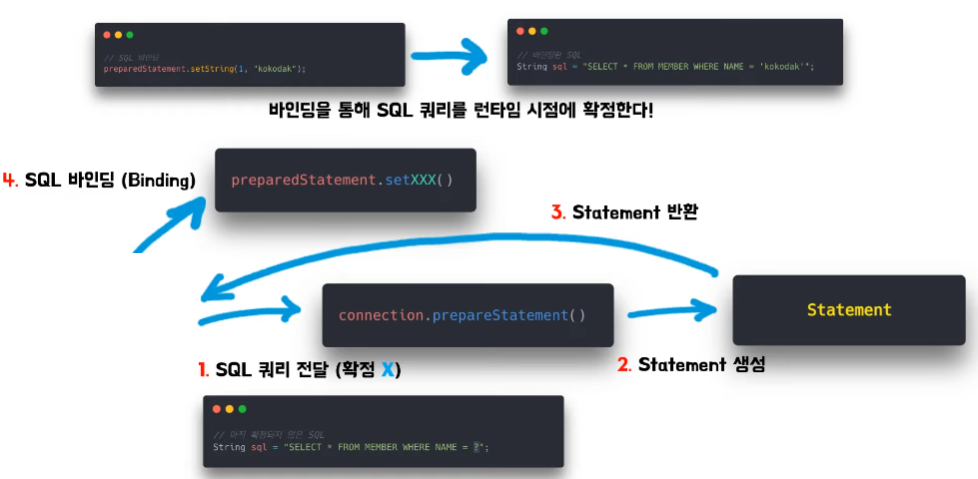 // SQL 바인딩
preparedStatement.setString(1, "kokodak");
// 바인딩된 SQL
String sql = "SELECT * FROM MEMBER WHERE NAME = 'kokodak'";
바인딩을 통해 SQL 쿼리를 런타임 시점에 확정한다!
4. SQL 바인딩 (Binding)
preparedStatement.setXXX()
3. Statement 반환
connection.prepareStatement()
Statement
1. SQL 쿼리 전달 (확정 X)
2. Statement 생성
// 아직 확정되지 않은 SQL
String sql = "SELECT * FROM MEMBER WHERE NAME = ?";